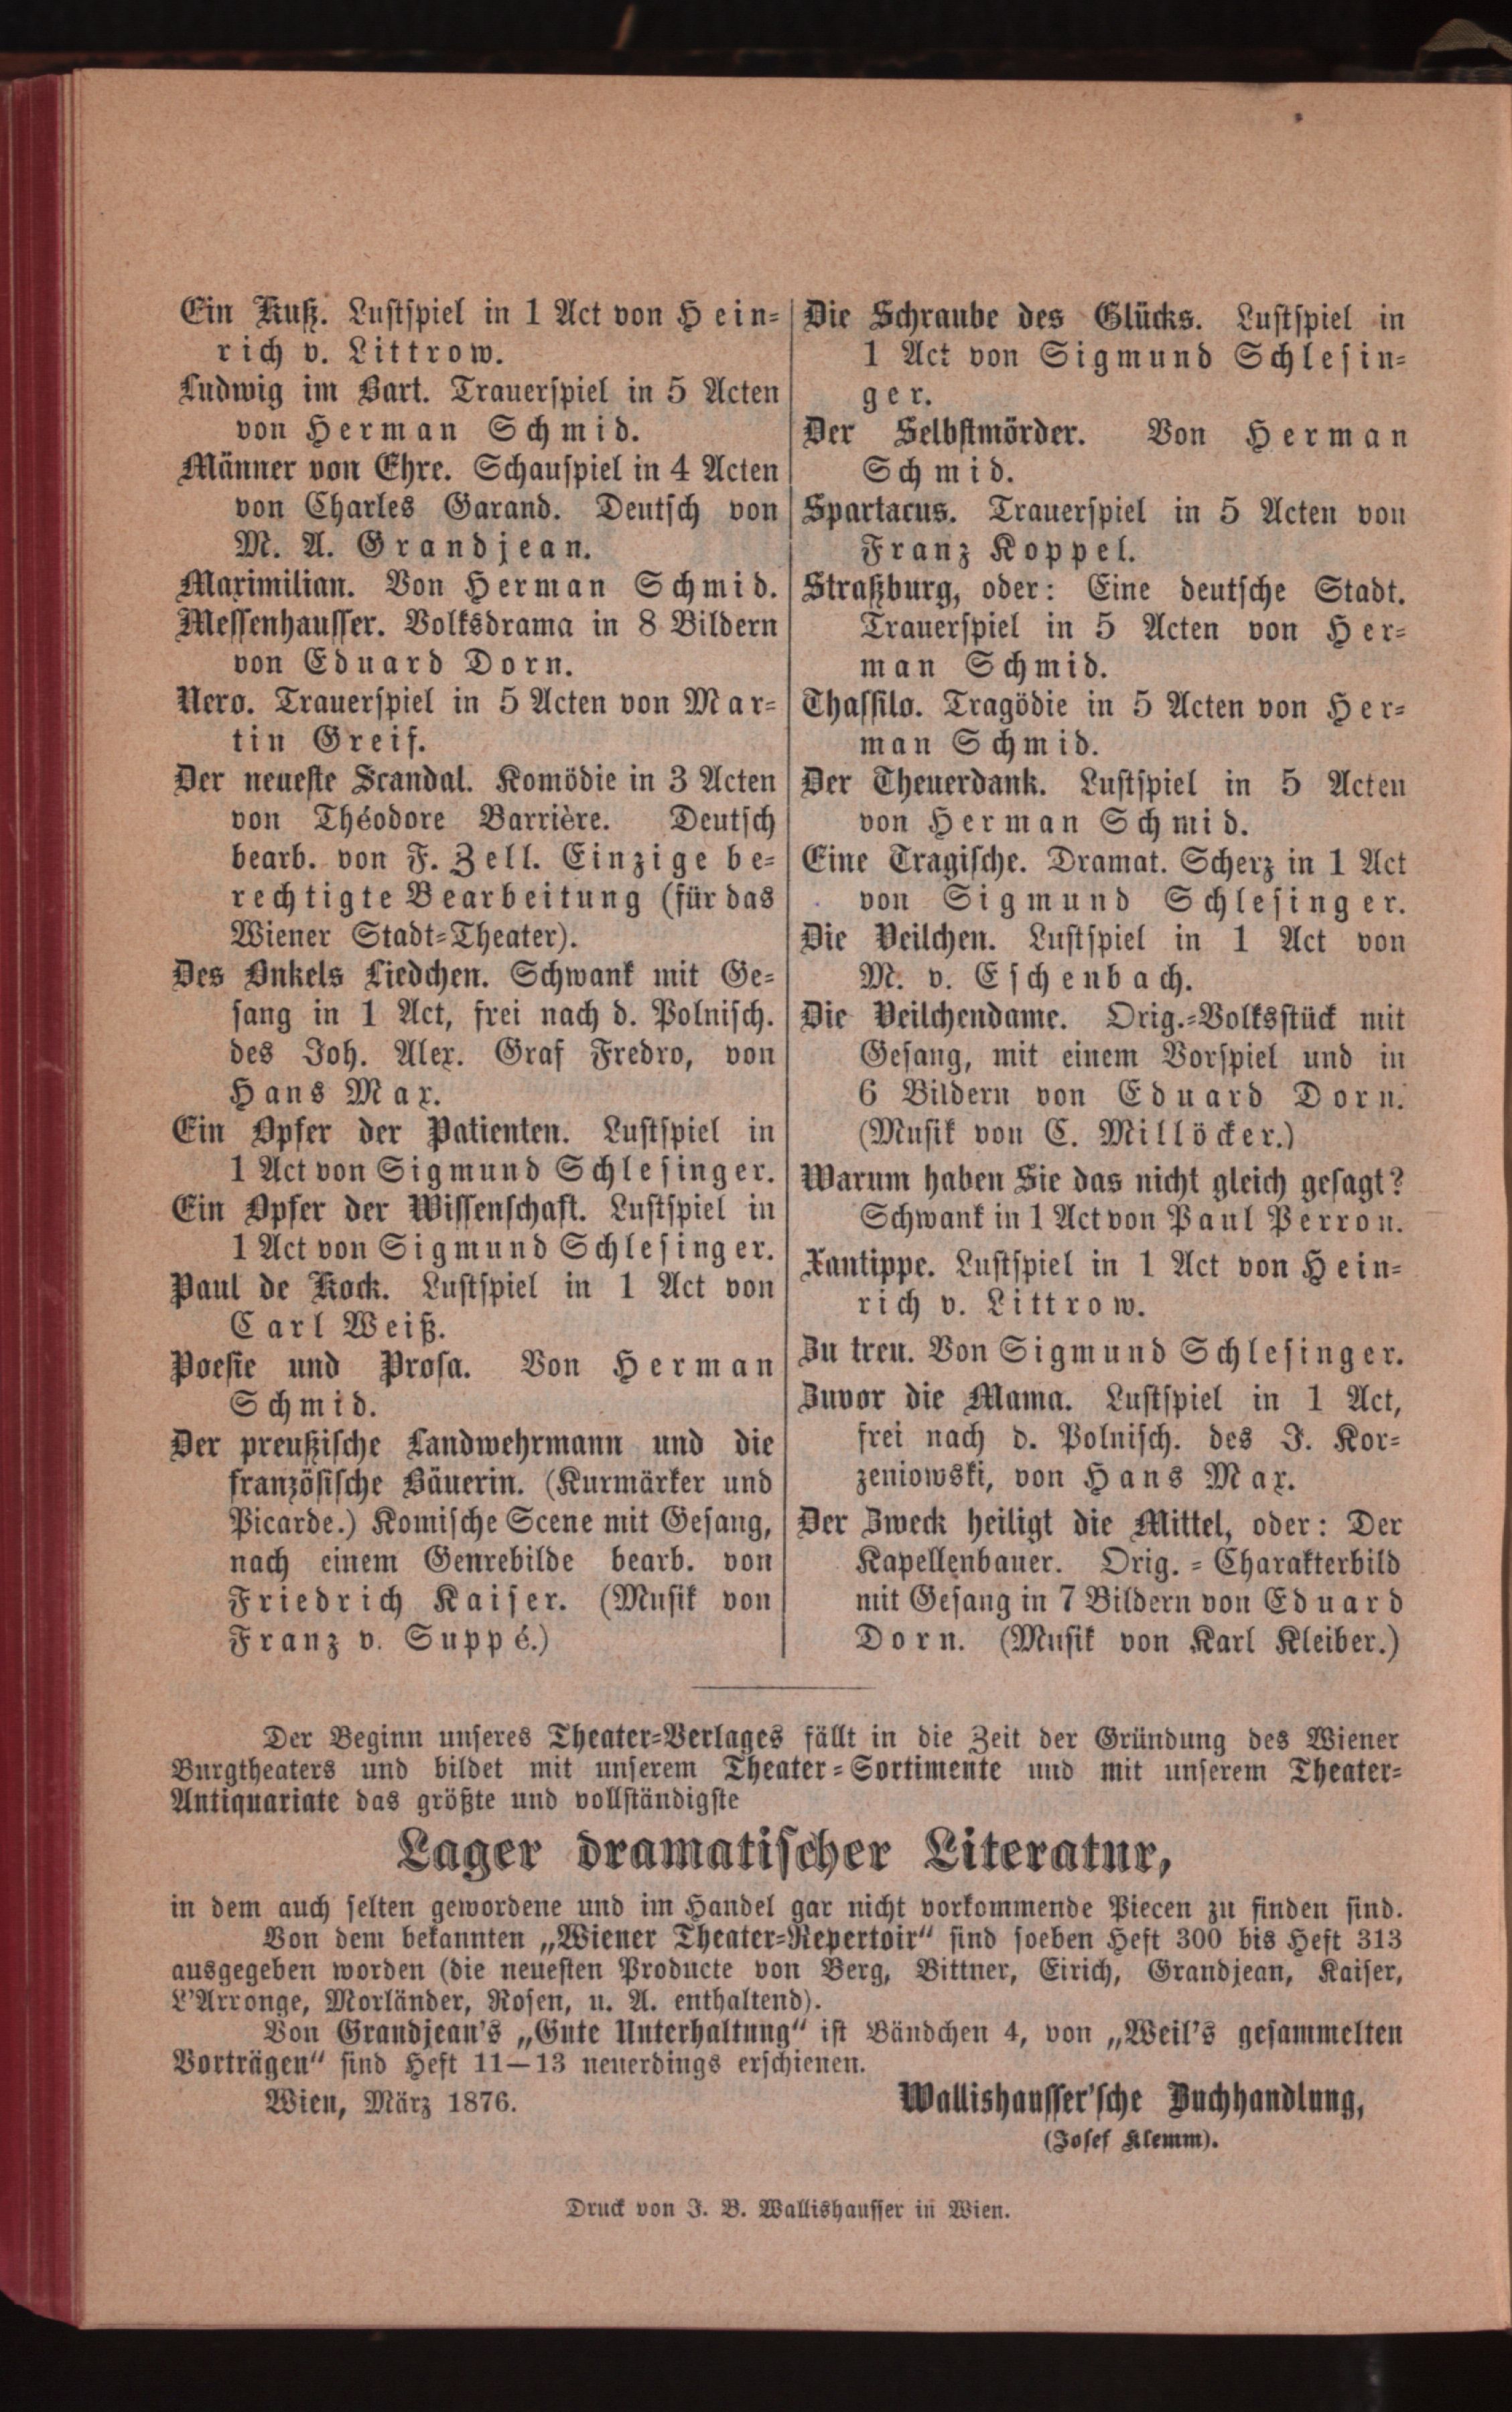 Ein Kuß. Lustspiel in 1 Act von Hein-
rich v. Littrow.
Ludwig im Bart. Trauerspiel in 5 Acten
von Herman Schmid.
Männer von Ehre. Schauspiel in 4 Acten
von Charles Garand. Deutsch von
M. A. Grandjean.
Maximilian. Von Herman Schmid.
Messenhausser. Volksdrama in 8 Bildern
von Eduard Dorn.
Nero. Trauerspiel in 5 Acten von Mar-
tin Greif.
Der neueste Scandal. Komödie in 3 Acten
von Théodore Barrière. Deutsch
bearb. von F. Zell. Einzige be-
rechtigte Bearbeitung (für das
Wiener Stadt-Theater).
Des Onkels Liedchen. Schwank mit Ge-
sang in 1 Act, frei nach d. Polnisch.
des Joh. Alex. Graf Fredro, von
Hans Max.
Ein Opfer der Patienten. Lustspiel in
1 Act von Sigmund Schlesinger.
Ein Opfer der Wissenschaft. Lustspiel in
1 Act von Sigmund Schlesinger.
Paul de Kock. Lustspiel in 1 Act von
Carl Weiß.
Poesie und Prosa. Von Herman
Schmid.
Der preußische Landwehrmann und die
französische Bäuerin. (Kurmärker und
Picarde.) Komische Scene mit Gesang,
nach einem Genrebilde bearb. von
Friedrich Kaiser. (Musik von
Franz v. Suppé.)
Die Schraube des Glücks. Lustspiel in
1 Act von Sigmund Schlesin-
ger.
Der Selbstmörder. Von Herman
Schmid.
Spartacus. Trauerspiel in 5 Acten von
Franz Koppel.
Straßburg, oder: Eine deutsche Stadt.
Trauerspiel in 5 Acten von Her-
man Schmid.
Thassilo. Tragödie in 5 Acten von Her-
man Schmid.
Der Theuerdank. Lustspiel in 5 Acten
von Herman Schmid.
Eine Tragische. Dramat. Scherz in 1 Act
von Sigmund Schlesinger.
Die Veilchen. Lustspiel in 1 Act von
M. v. Eschenbach.
Die Veilchendame. Orig.-Volksstück mit
Gesang, mit einem Vorspiel und in
6 Bildern von Eduard Dorn.
(Musik von C. Millöcker.)
Warum haben Sie das nicht gleich gesagt?
Schwank in 1 Act von Paul Perron.
Xantippe. Lustspiel in 1 Act von Hein-
rich v. Littrow.
Zu treu. Von Sigmund Schlesinger.
Zuvor die Mama. Lustspiel in 1 Act,
frei nach d. Polnisch. des J. Kor-
zeniowski, von Hans Max.
Der Zweck heiligt die Mittel, oder: Der
Kapellenbauer. Orig.-Charakterbild
mit Gesang in 7 Bildern von Eduard
Dorn. (Musik von Karl Kleiber.)
Der Beginn unseres Theater-Verlages fällt in die Zeit der Gründung des Wiener
Burgtheaters und bildet mit unserem Theater-Sortimente und mit unserem Theater-
Antiquariate das größte und vollständigste
Lager dramatischer Literatur,
in dem auch selten gewordene und im Handel gar nicht vorkommende Piecen zu finden sind.
Von dem bekannten „Wiener Theater-Repertoir“ sind soeben Heft 300 bis Heft 313
ausgegeben worden (die neuesten Producte von Berg, Bittner, Eirich, Grandjean, Kaiser,
L'Arronge, Morländer, Rosen, u. A. enthaltend).
Von Grandjean's „Gute Unterhaltung“ ist Bändchen 4, von „Weil's gesammelten
Vorträgen“ sind Heft 11—13 neuerdings erschienen.
Wien, März 1876.
Wallishausser'sche Buchhandlung,
(Josef Klemm).
Druck von J. B. Wallishausser in Wien.